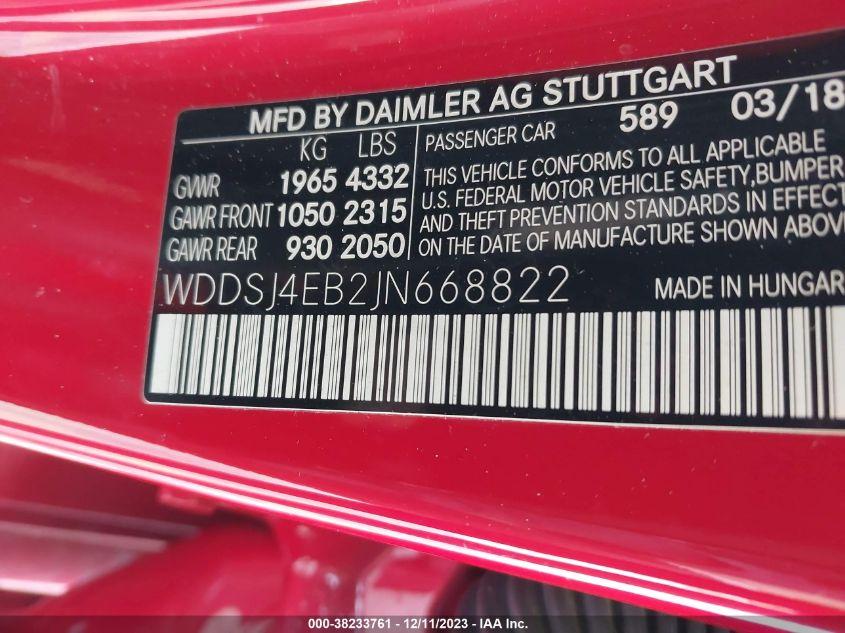 MFD BY DAIMLER AG STUTTGART
KG LBS
GVWR 1965 4332
GAWR FRONT 1050 2315
GAWR REAR 930 2050
PASSENGER CAR 589 03/18
THIS VEHICLE CONFORMS TO ALL APPLICABLE
U.S. FEDERAL MOTOR VEHICLE SAFETY,BUMPER
AND THEFT PREVENTION STANDARDS IN EFFECT
ON THE DATE OF MANUFACTURE SHOWN ABOV
WDDSJ4EB2JN668822
MADE IN HUNGAR
000-38233761 - 12/11/2023 - IAA Inc.